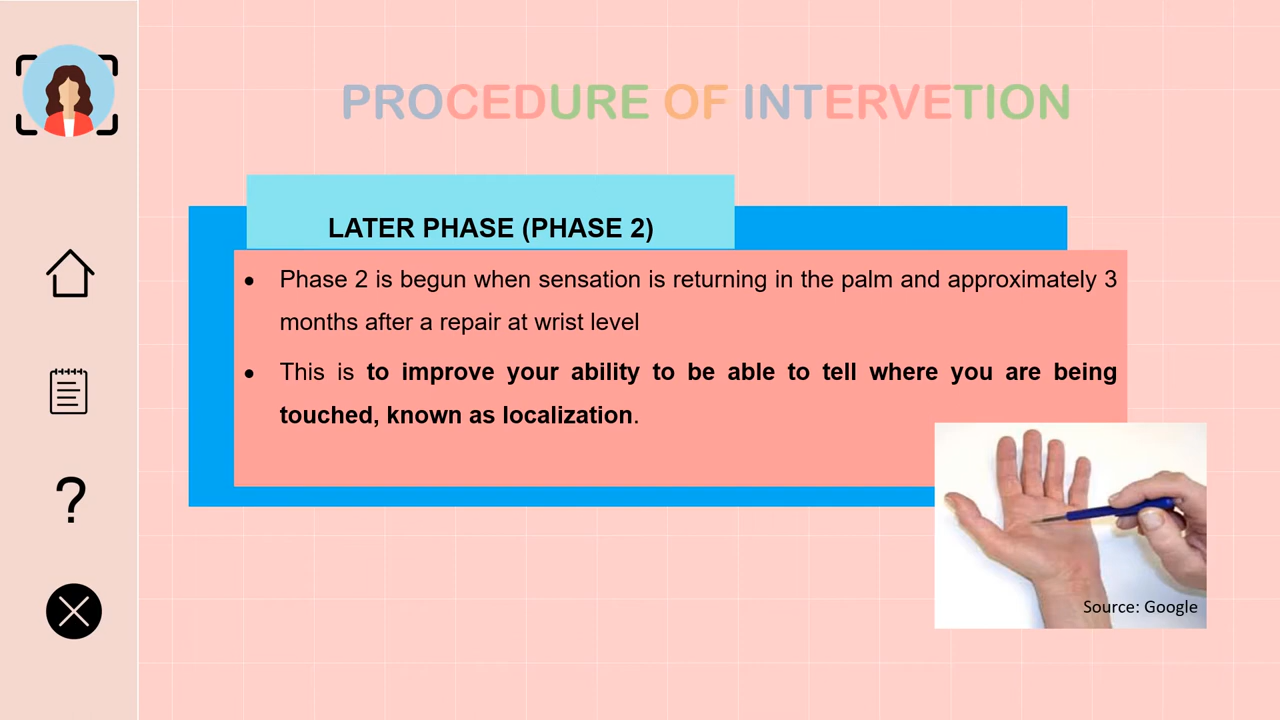 PROCEDURE OF INTERVETION
LATER PHASE (PHASE 2)
● Phase 2 is begun when sensation is returning in the palm and approximately 3
months after a repair at wrist level
● This is to improve your ability to be able to tell where you are being
touched, known as localization.
?
Source: Google